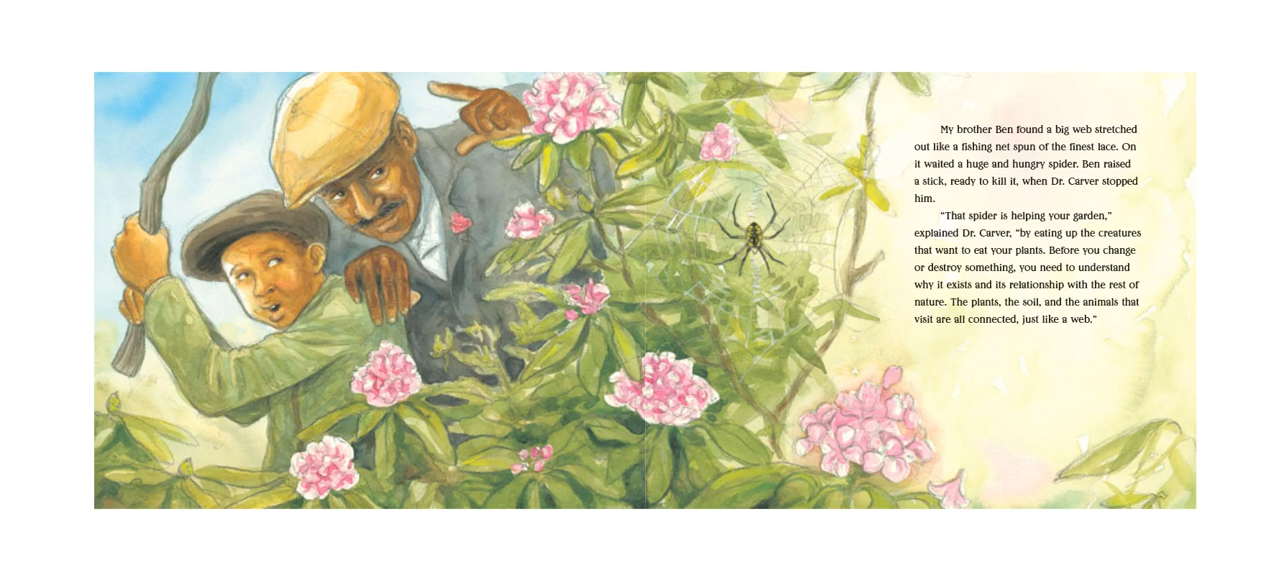 My brother Ben found a big web stretched
out like a fishing net spun of the finest lace. On
it waited a huge and hungry spider. Ben raised
a stick, ready to kill it, when Dr. Carver stopped
him.
“That spider is helping your garden,”
explained Dr. Carver, “by eating up the creatures
that want to eat your plants. Before you change
or destroy something, you need to understand
why it exists and its relationship with the rest of
nature. The plants, the soil, and the animals that
visit are all connected, just like a web.”